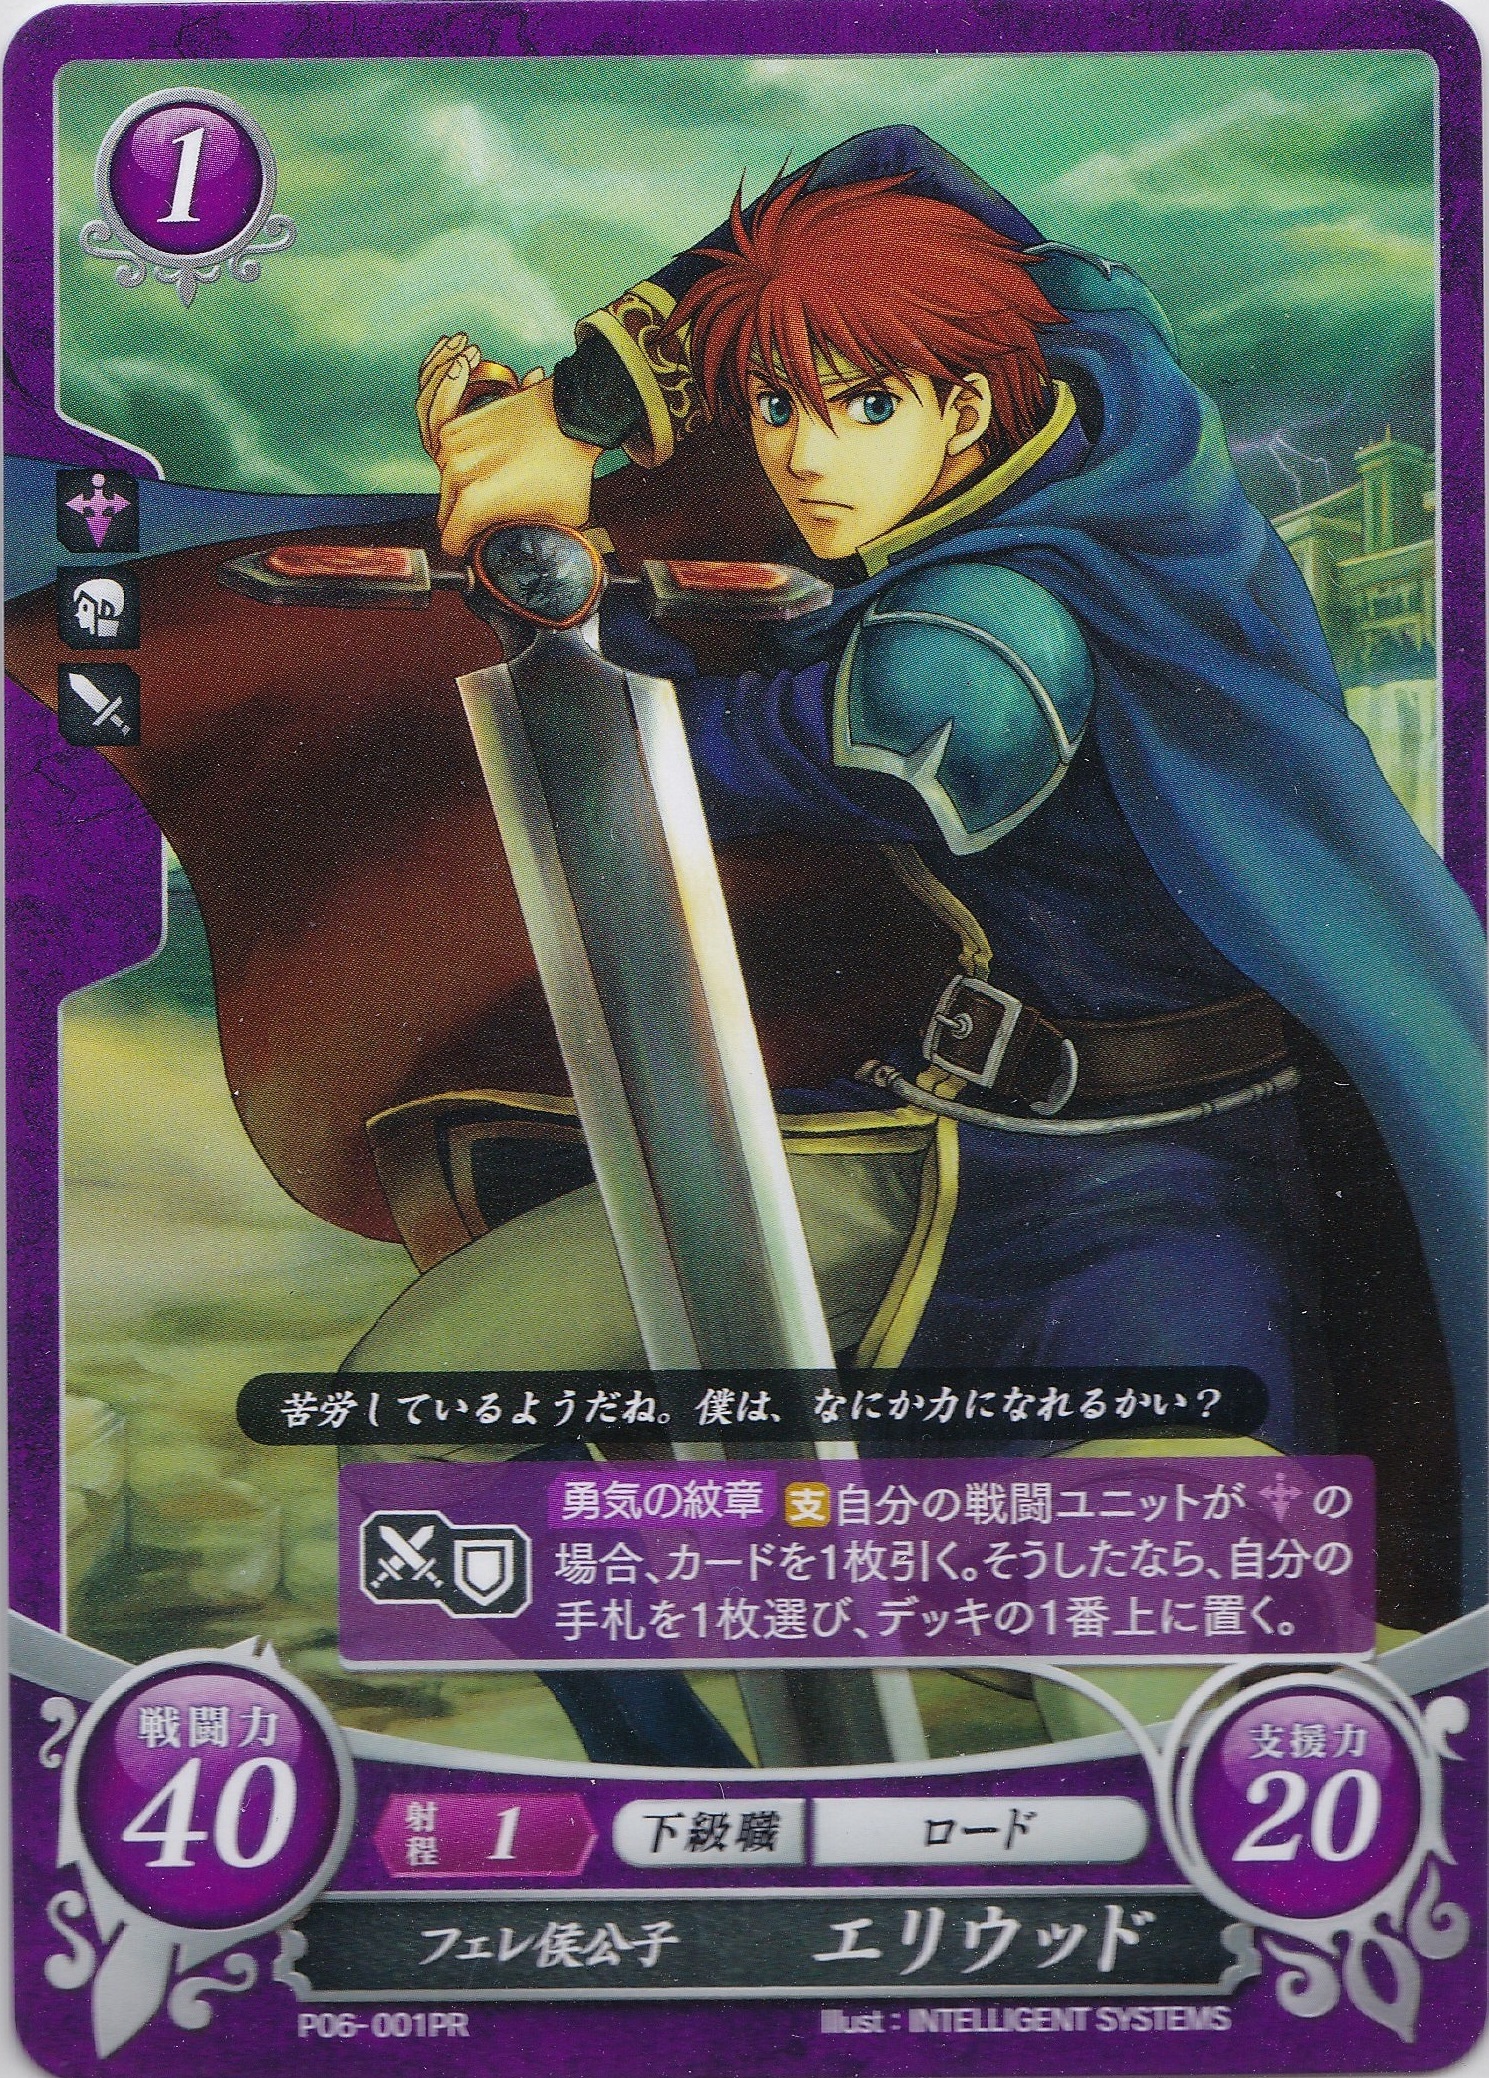 1
苦労しているようだね。僕は、なにか力になれるかい？
勇気の紋章 支 自分の戦闘ユニットが の
場合、カードを1枚引く。そうしたなら、自分の
手札を1枚選び、デッキの1番上に置く。
戦闘力
40
射程 1
下級職 ロード
支援力
20
フェレ侯公子 エリウッド
P06-001PR
Illust : INTELLIGENT SYSTEMS